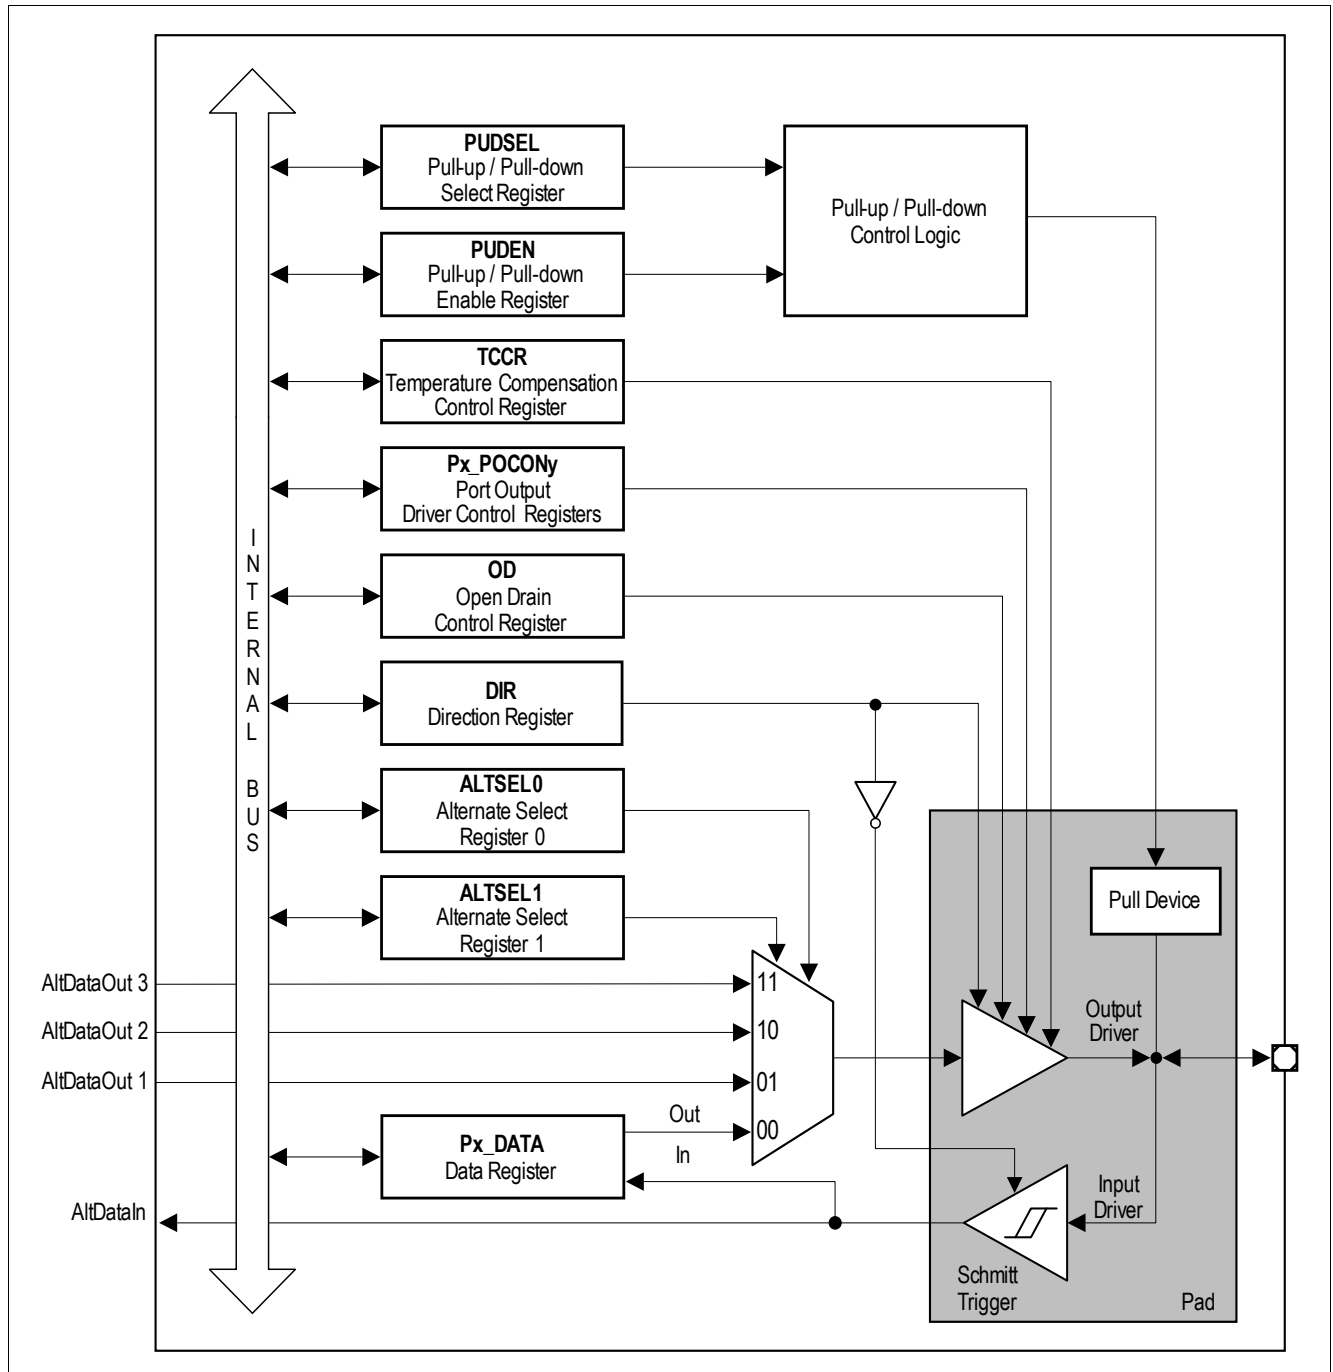 PUDSEL
Pull-up / Pull-down
Select Register
Pull-up / Pull-down
Control Logic
PUDEN
Pull-up / Pull-down
Enable Register
TCCR
Temperature Compensation
Control Register
Px_POCONy
Port Output
Driver Control Registers
OD
Open Drain
Control Register
INTERNAL BUS
DIR
Direction Register
ALTSEL0
Alternate Select
Register 0
ALTSEL1
Alternate Select
Register 1
Pull Device
AltDataOut 3
11
AltDataOut 2
10
Output
Driver
AltDataOut 1
01
Out
00
Px_DATA
Data Register
In
AltDataIn
Input
Driver
Schmitt
Trigger
Pad